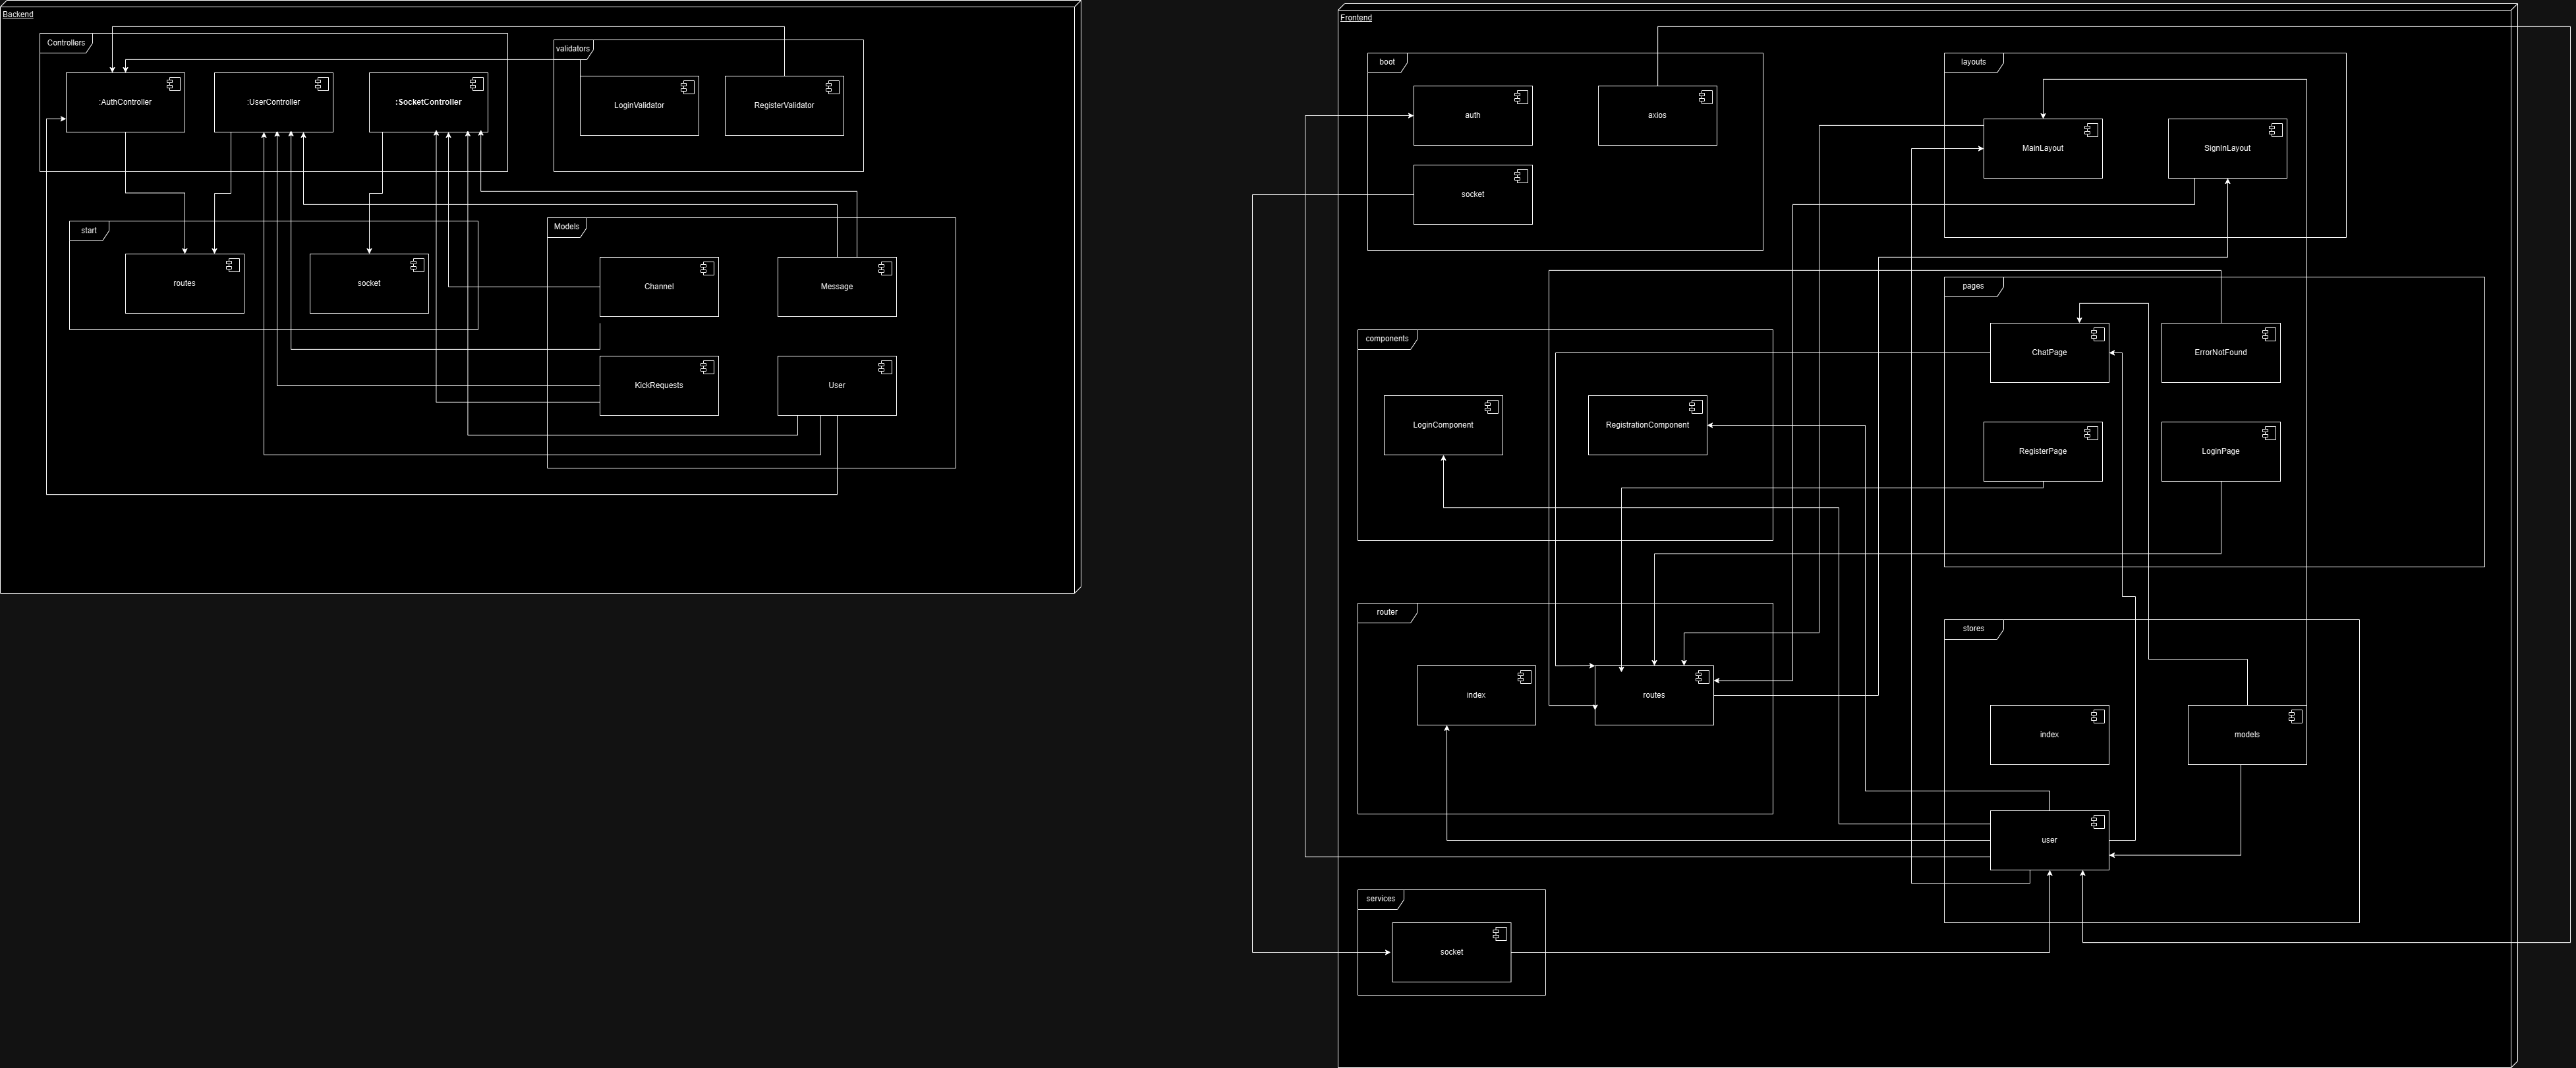 Backend
Controllers
:AuthController
:UserController
:SocketController
validators
LoginValidator
RegisterValidator
start
routes
socket
Models
Channel
Message
KickRequests
User
Frontend
boot
auth
axios
socket
layouts
MainLayout
SignInLayout
components
LoginComponent
RegistrationComponent
pages
ChatPage
ErrorNotFound
RegisterPage
LoginPage
router
index
routes
stores
index
models
user
services
socket